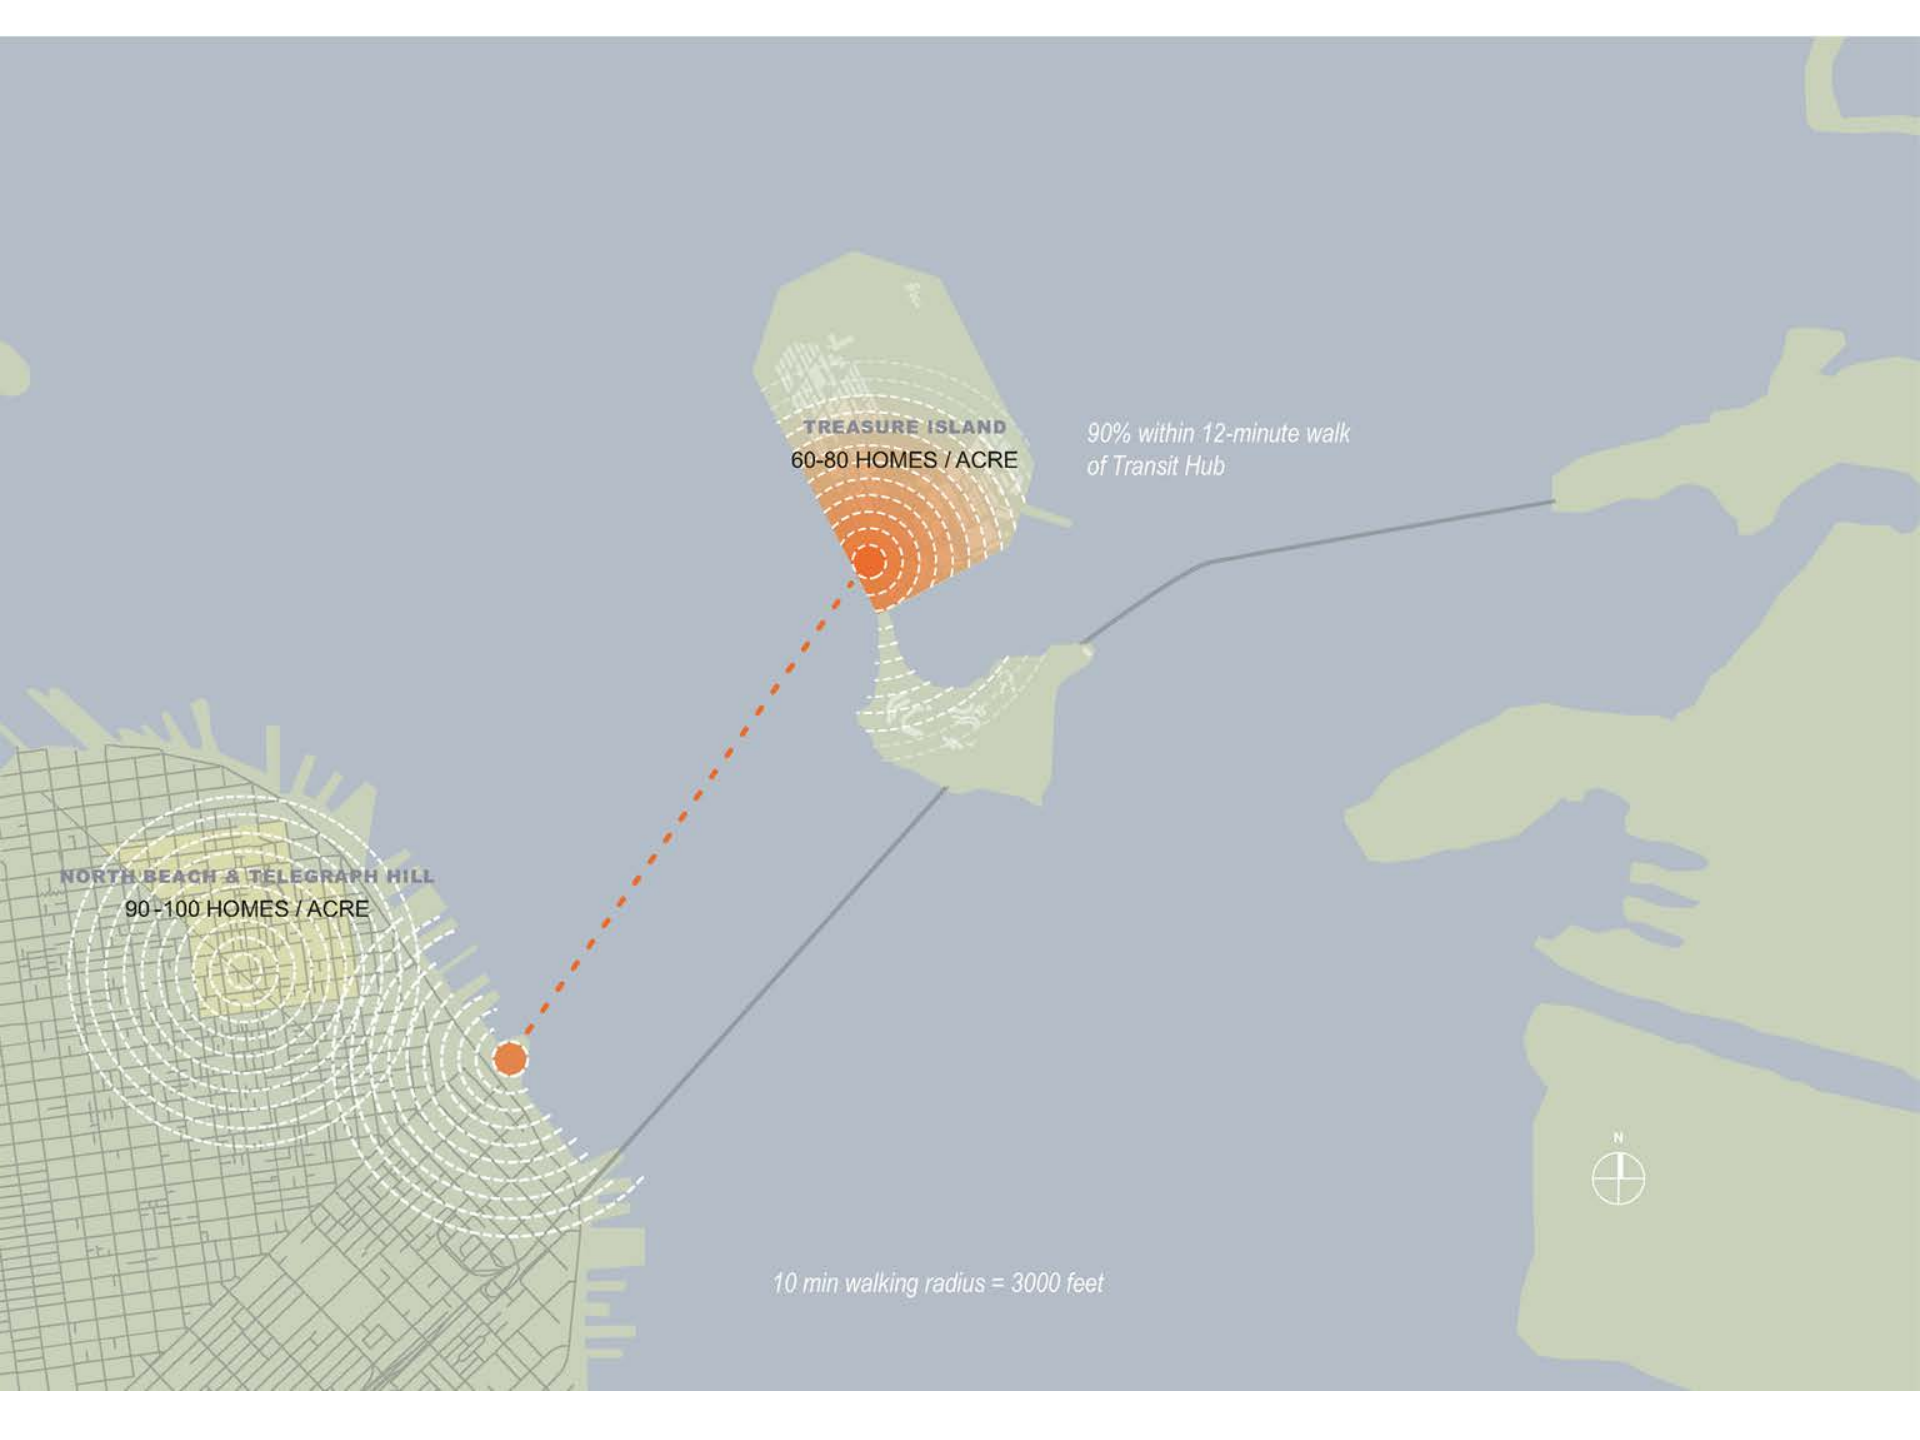 TREASURE ISLAND
60-80 HOMES / ACRE
90% within 12-minute walk
of Transit Hub
NORTH BEACH & TELEGRAPH HILL
90-100 HOMES / ACRE
N
10 min walking radius = 3000 feet